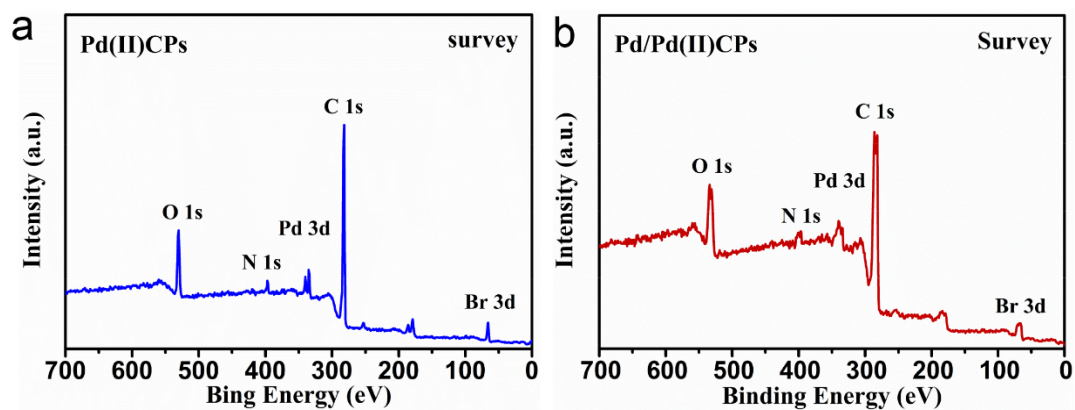 a
Pd(II)CPs
survey
C 1s
O 1s
Pd 3d
N 1s
Br 3d
Intensity (a.u.)
700 600 500 400 300 200 100 0
Bing Energy (eV)
b
Pd/Pd(II)CPs
Survey
C 1s
O 1s
Pd 3d
N 1s
Br 3d
Intensity (a.u.)
700 600 500 400 300 200 100 0
Binding Energy (eV)